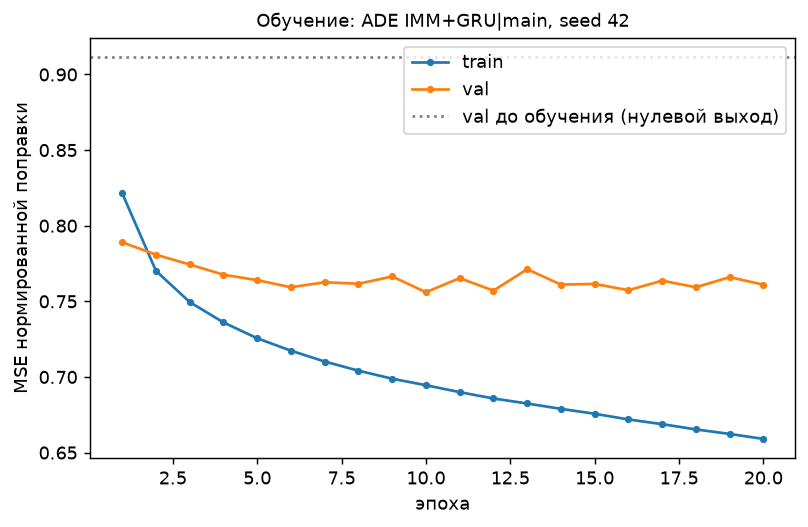 Обучение: ADE IMM+GRU|main, seed 42
MSE нормированной поправки
0.90
0.85
0.80
0.75
0.70
0.65
train
val
val до обучения (нулевой выход)
2.5 5.0 7.5 10.0 12.5 15.0 17.5 20.0
эпоха